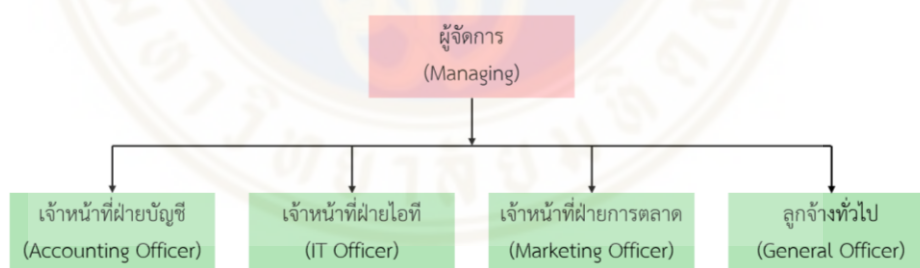 ผู้จัดการ
(Managing)
เจ้าหน้าที่ฝ่ายบัญชี
(Accounting Officer)
เจ้าหน้าที่ฝ่ายไอที
(IT Officer)
เจ้าหน้าที่ฝ่ายการตลาด
(Marketing Officer)
ลูกจ้างทั่วไป
(General Officer)